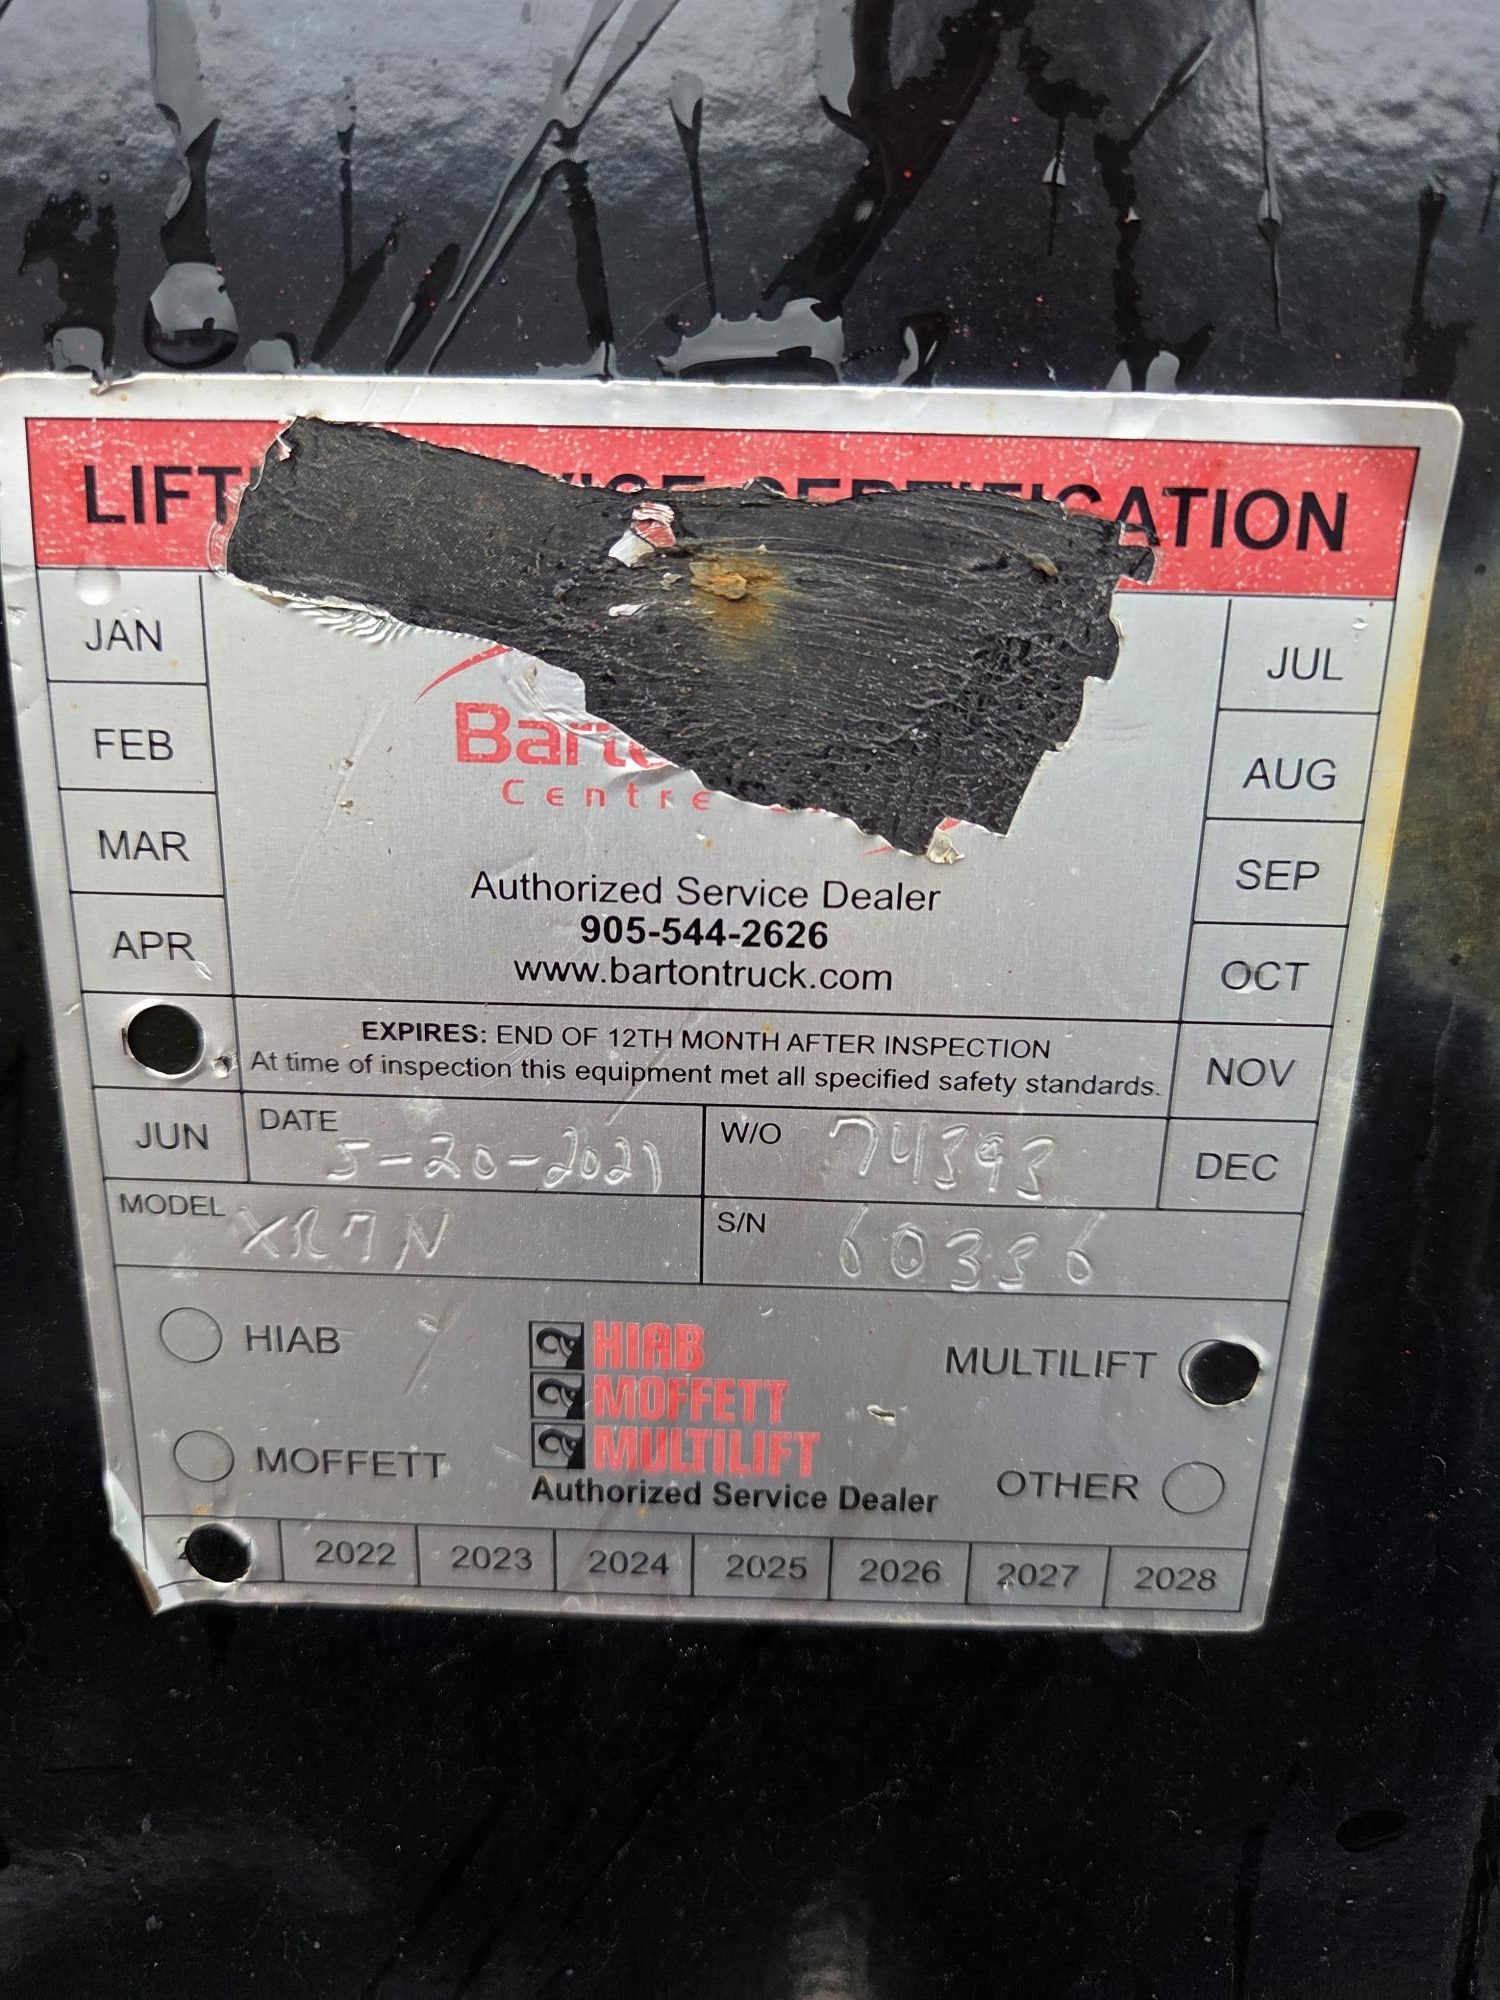 LIFT CERTIFICATION
JAN
JUL
FEB
AUG
Centre
MAR
SEP
Authorized Service Dealer
905-544-2626
www.bartontruck.com
APR
OCT
EXPIRES: END OF 12TH MONTH AFTER INSPECTION
At time of inspection this equipment met all specified safety standards.
NOV
JUN
DATE 5-20-2021
W/O 74393
DEC
MODEL XR7N
S/N 60336
HIAB
HIAB
MULTILIFT
MOFFETT
MOFFETT
MULTILIFT
OTHER
Authorized Service Dealer
2022 2023 2024 2025 2026 2027 2028